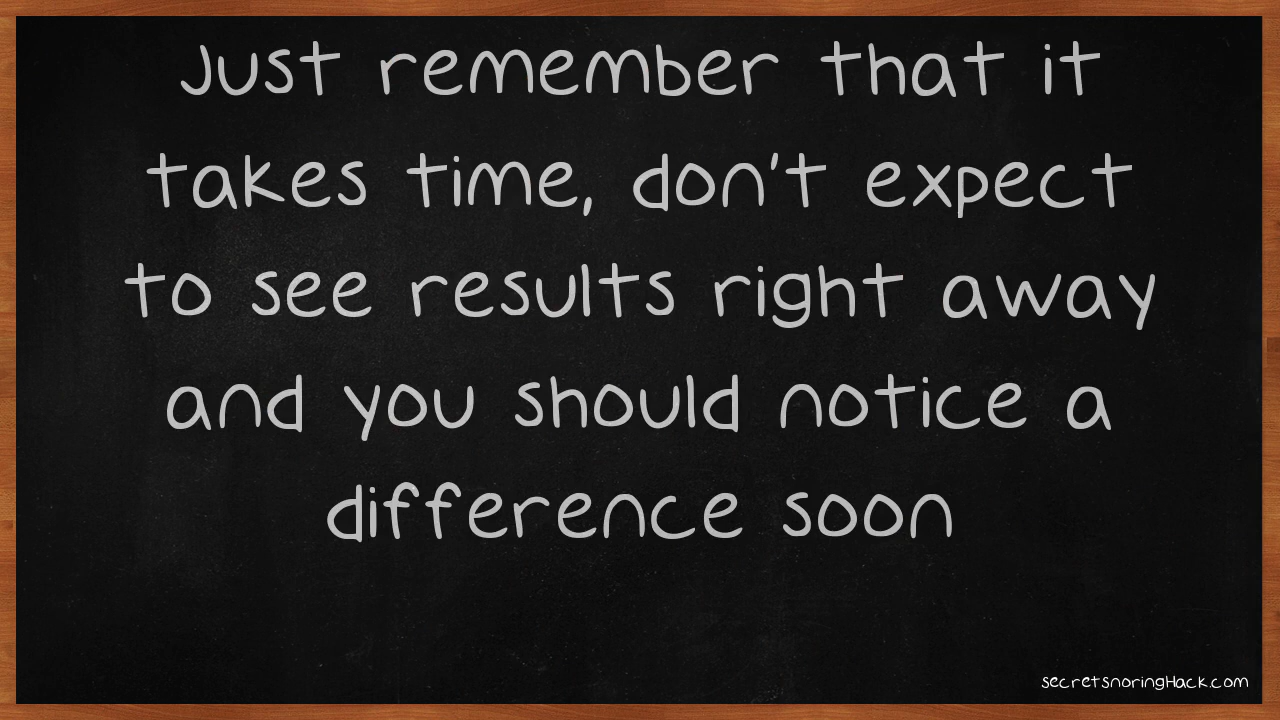 Just remember that it
takes time, don't expect
to see results right away
and you should notice a
difference soon
secretsnoringHack.com